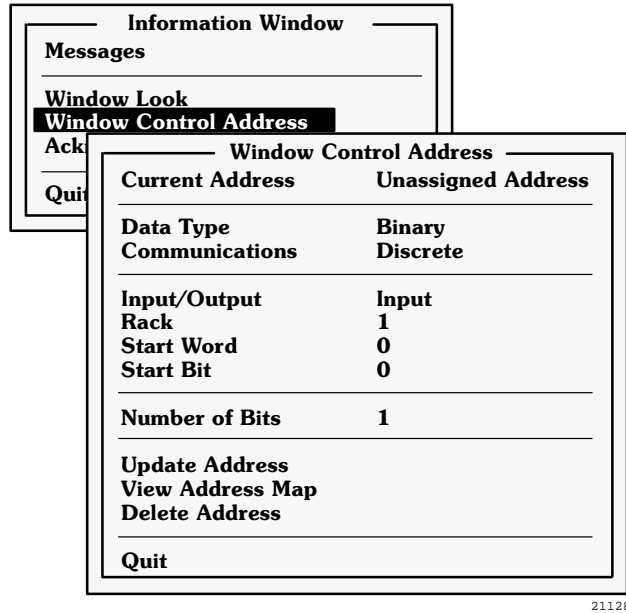 Information Window
Messages
Window Look
Window Control Address
Quit
Window Control Address
Current Address Unassigned Address
Data Type Binary
Communications Discrete
Input/Output Input
Rack 1
Start Word 0
Start Bit 0
Number of Bits 1
Update Address
View Address Map
Delete Address
Quit
21128